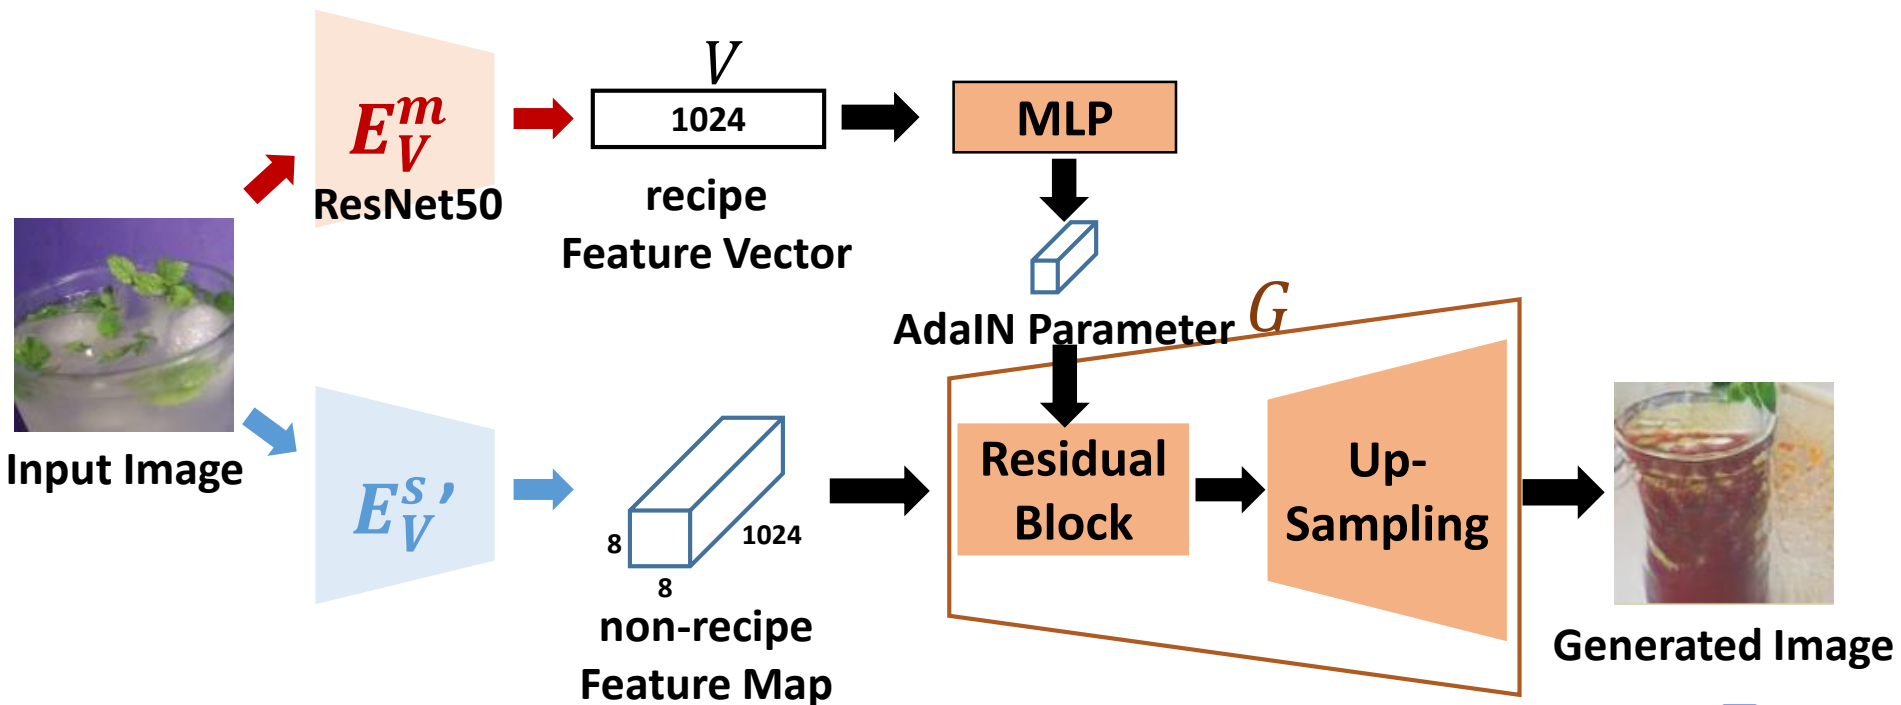 V
1024
MLP
E_V^m
ResNet50
recipe
Feature Vector
AdaIN Parameter
G
Input Image
E_V^s′
8
8
1024
non-recipe
Feature Map
Residual
Block
Up-
Sampling
Generated Image